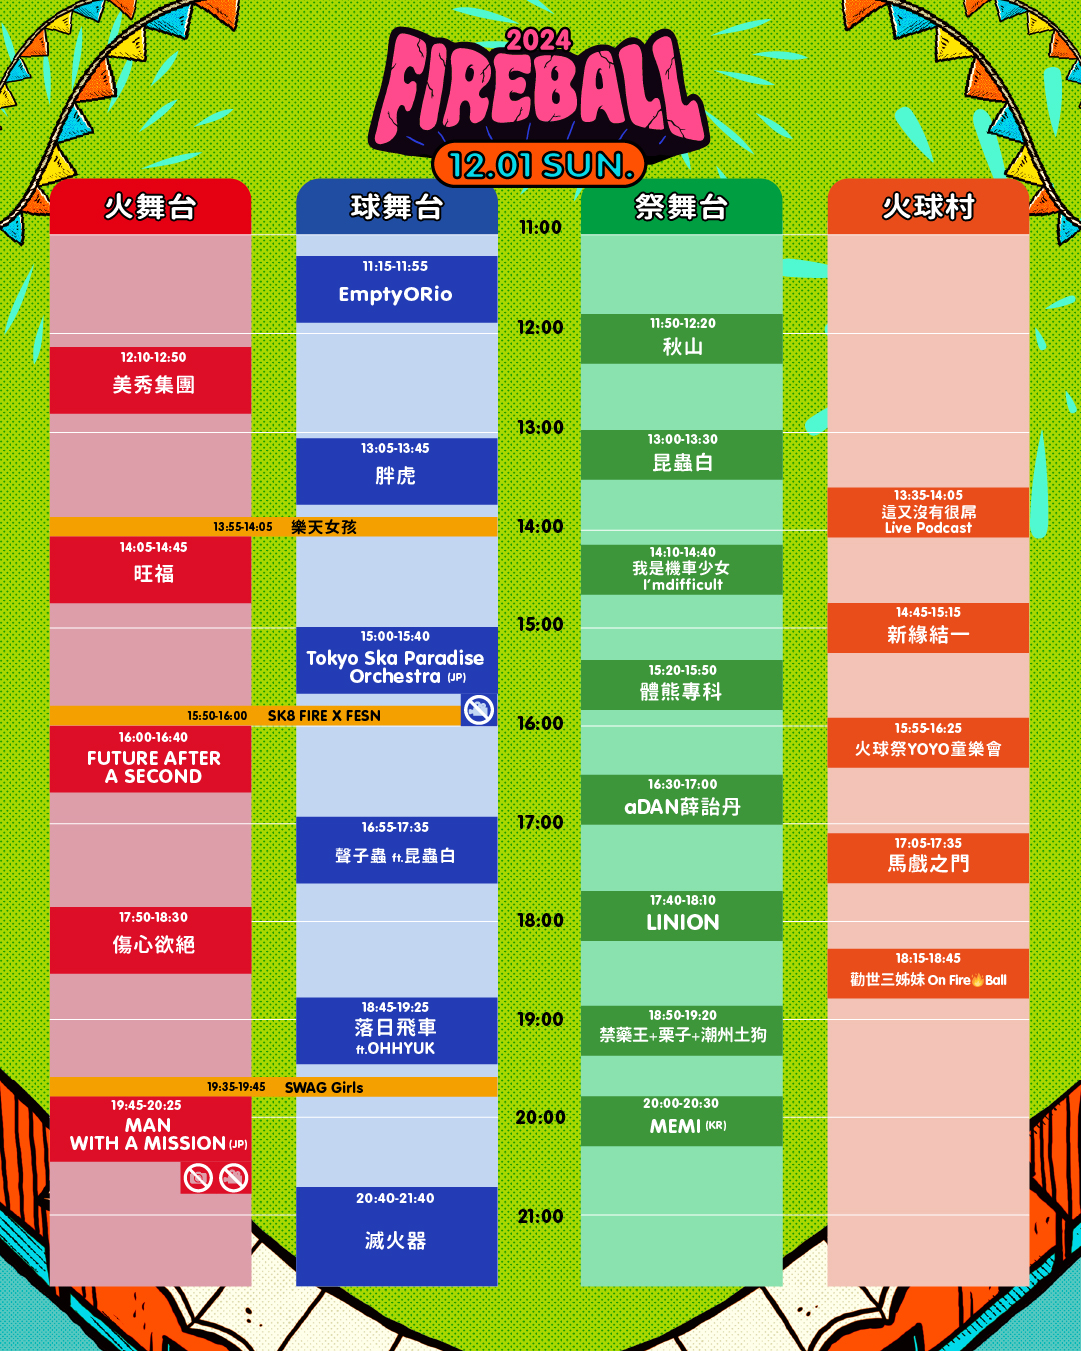 2024
FIREBALL
12.01 SUN.
火舞台
球舞台
祭舞台
火球村
11:00
12:00
13:00
14:00
15:00
16:00
17:00
18:00
19:00
20:00
21:00
12:10-12:50
美秀集團
13:55-14:05 樂天女孩
14:05-14:45
旺福
15:50-16:00 SK8 FIRE X FESN
16:00-16:40
FUTURE AFTER
A SECOND
17:50-18:30
傷心欲絕
19:35-19:45 SWAG Girls
19:45-20:25
MAN
WITH A MISSION (JP)
11:15-11:55
EmptyORio
13:05-13:45
胖虎
15:00-15:40
Tokyo Ska Paradise
Orchestra (JP)
16:55-17:35
聲子蟲 ft.昆蟲白
18:45-19:25
落日飛車
ft.OHHYUK
20:40-21:40
滅火器
11:50-12:20
秋山
13:00-13:30
昆蟲白
14:10-14:40
我是機車少女
I'mdifficult
15:20-15:50
體熊專科
16:30-17:00
aDAN薛詒丹
17:40-18:10
LINION
18:50-19:20
禁藥王+栗子+潮州土狗
20:00-20:30
MEMI (KR)
13:35-14:05
這又沒有很屌
Live Podcast
14:45-15:15
新緣結一
15:55-16:25
火球祭YOYO童樂會
17:05-17:35
馬戲之門
18:15-18:45
勸世三姊妹 On Fire🔥Ball